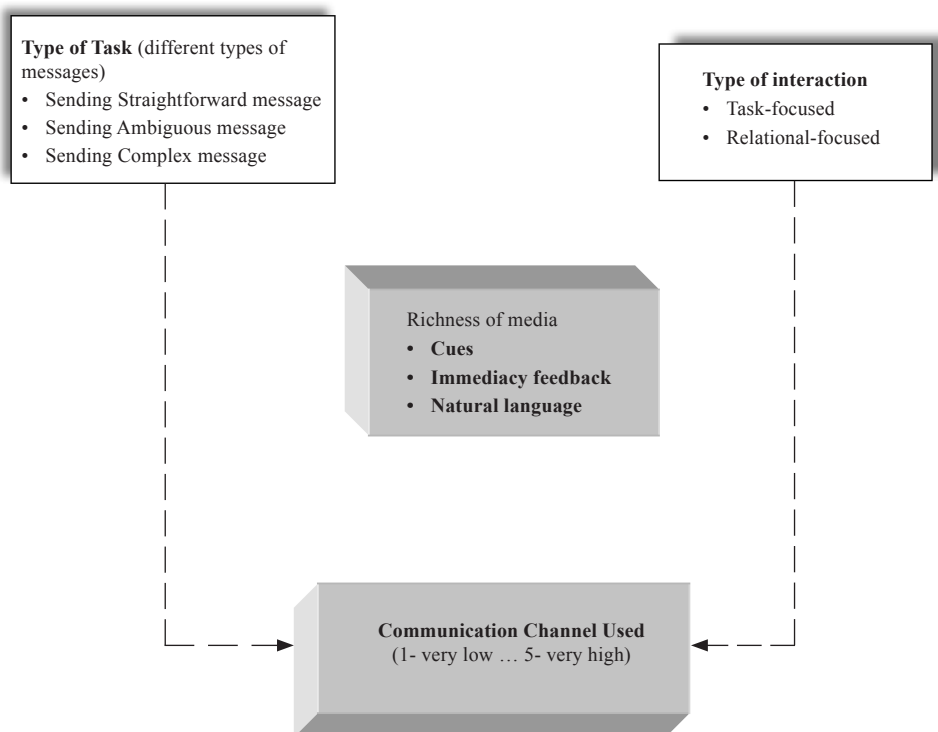 Type of Task (different types of
messages)
• Sending Straightforward message
• Sending Ambiguous message
• Sending Complex message
Type of interaction
• Task-focused
• Relational-focused
Richness of media
• Cues
• Immediacy feedback
• Natural language
Communication Channel Used
(1- very low … 5- very high)